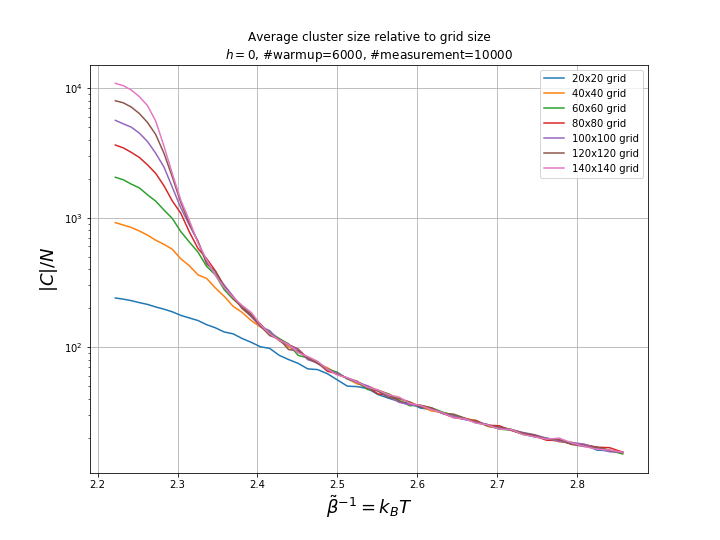 Average cluster size relative to grid size
h = 0, #warmup=6000, #measurement=10000
20x20 grid
40x40 grid
60x60 grid
80x80 grid
100x100 grid
120x120 grid
140x140 grid
10⁴
10³
10²
|C|/N
2.2 2.3 2.4 2.5 2.6 2.7 2.8
β̃⁻¹ = k_BT